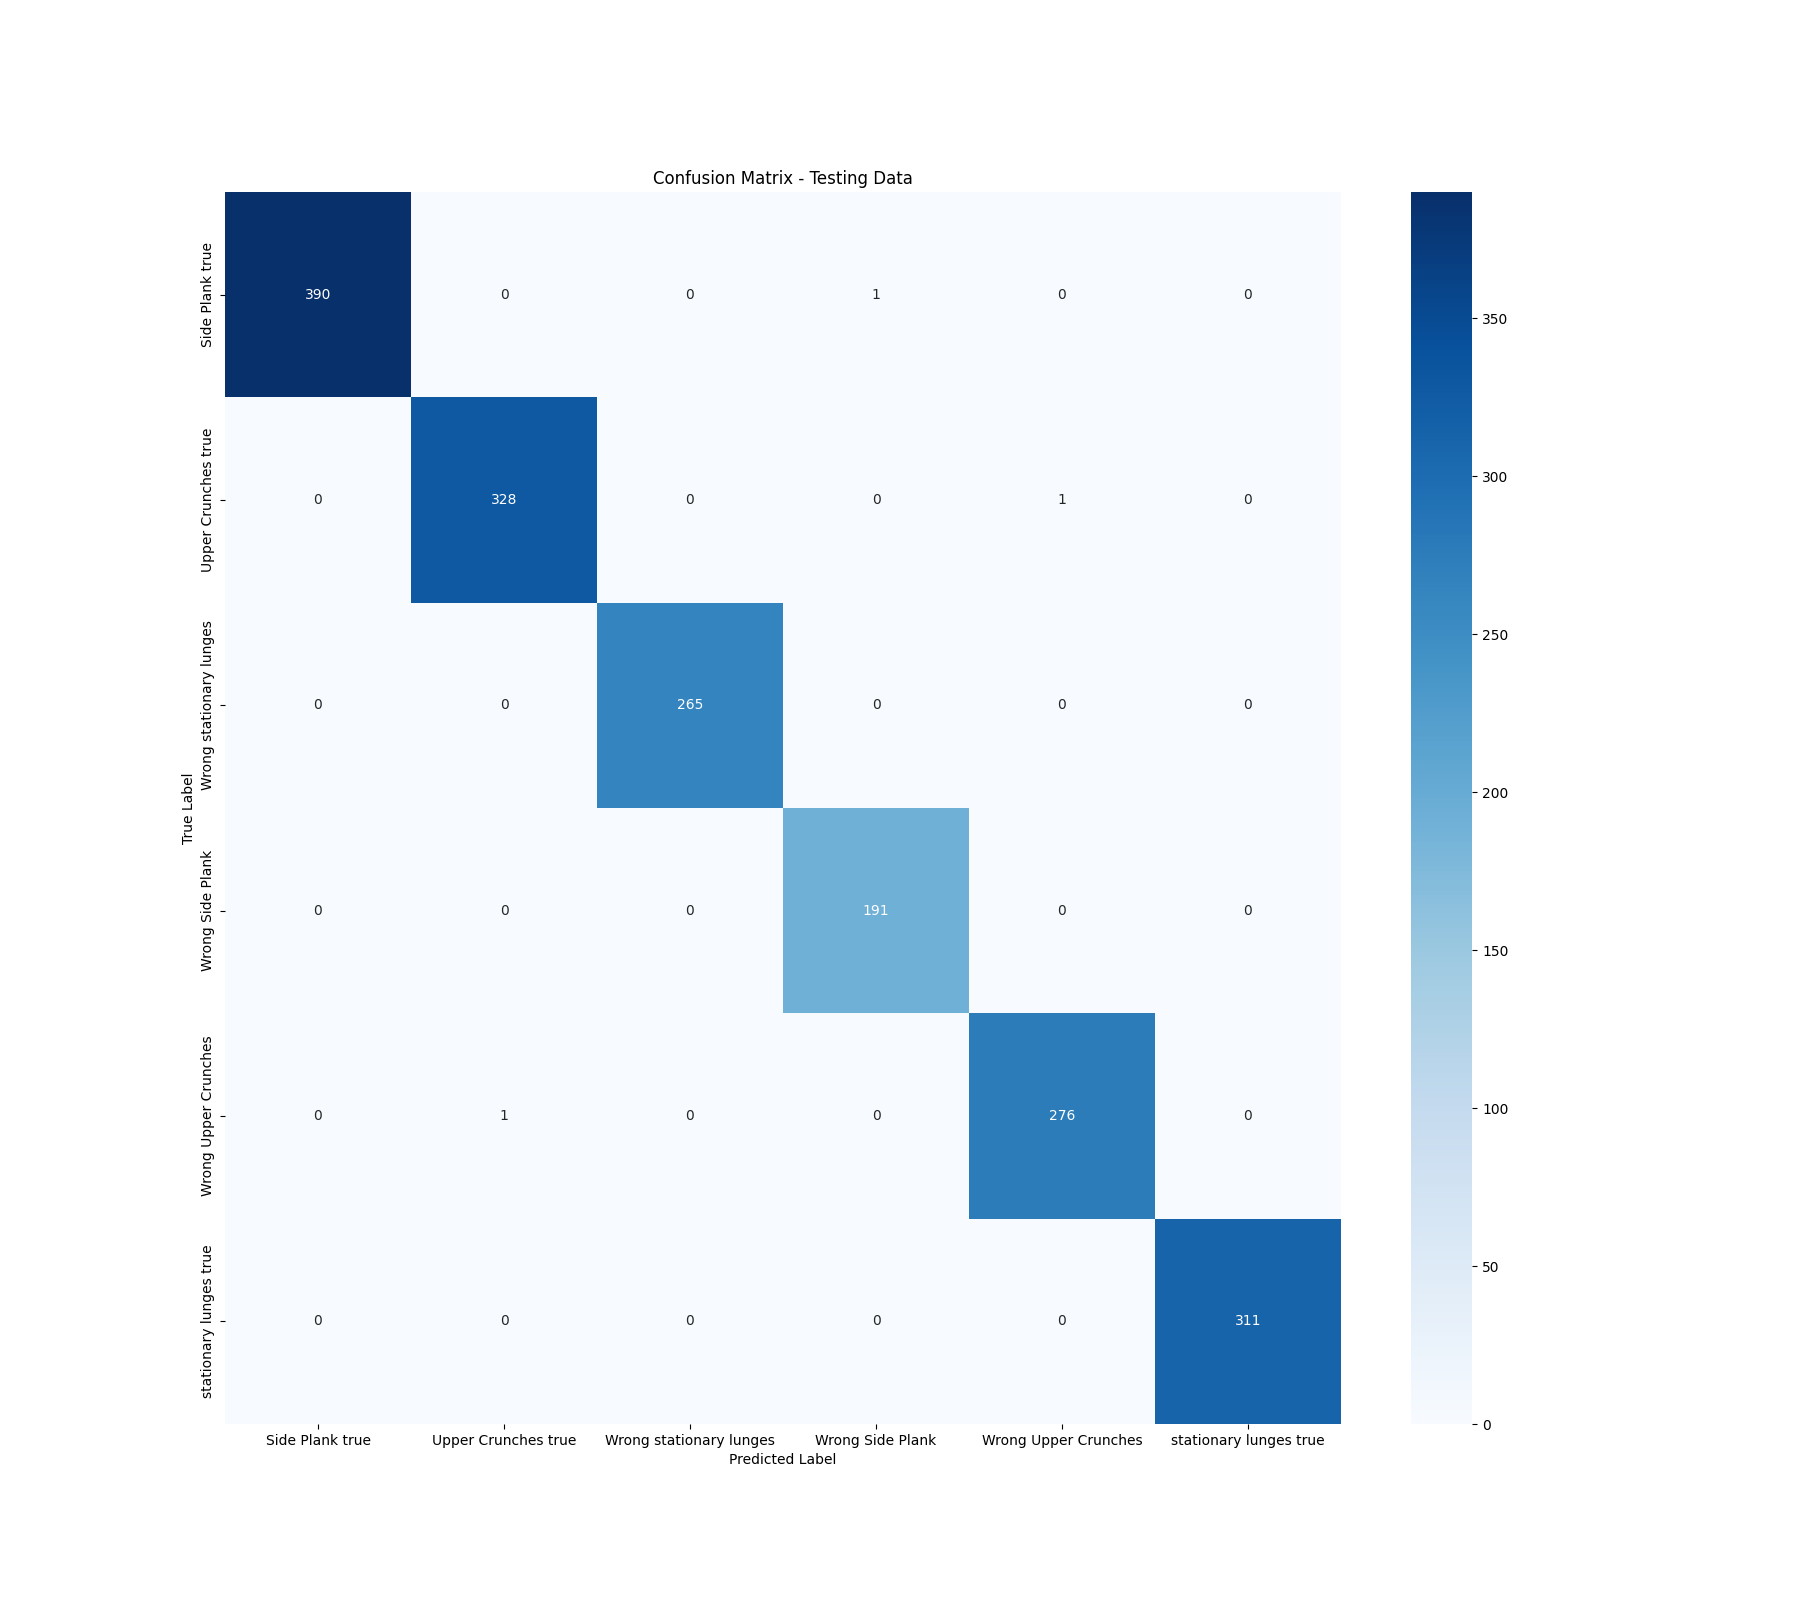 Confusion Matrix - Testing Data
True Label
Side Plank true
390 0 0 1 0 0
Upper Crunches true
0 328 0 0 1 0
Wrong stationary lunges
0 0 265 0 0 0
Wrong Side Plank
0 0 0 191 0 0
Wrong Upper Crunches
0 1 0 0 276 0
stationary lunges true
0 0 0 0 0 311
Side Plank true Upper Crunches true Wrong stationary lunges Wrong Side Plank Wrong Upper Crunches stationary lunges true
Predicted Label
350
300
250
200
150
100
50
0